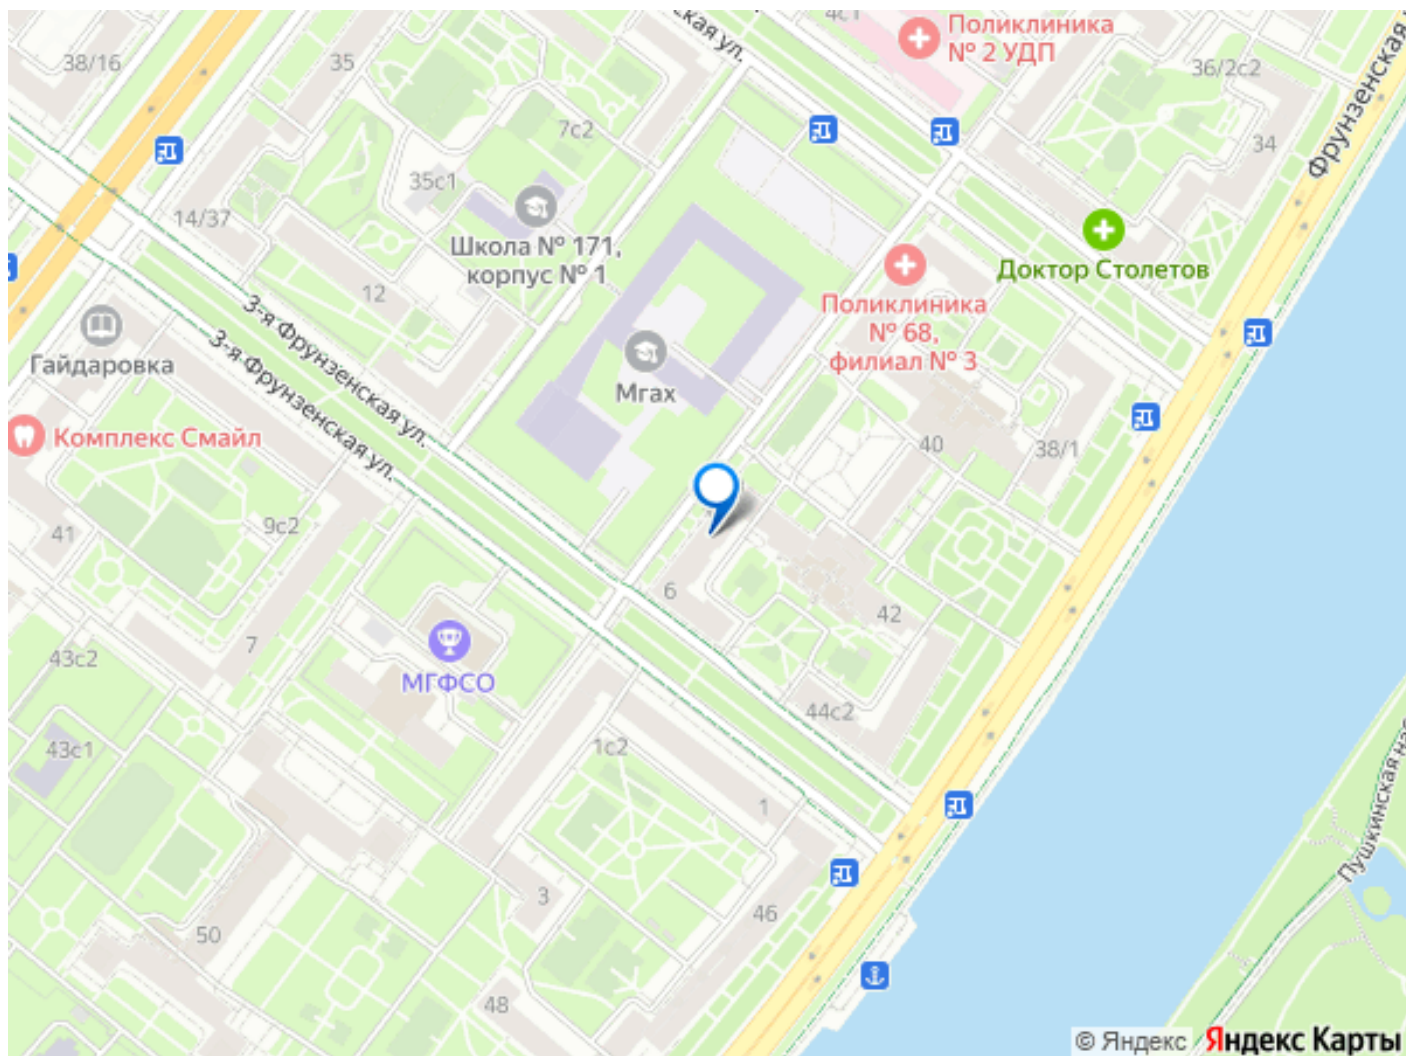 ская ул.
4с1
Поликлиника
№ 2 УДП
38/16
35
36/2с2
Фрунзенская
7с2
34
35с1
14/37
Школа № 171,
корпус № 1
Доктор Столетов
12
3-я Фрунзенская ул.
3-я Фрунзенская ул.
Поликлиника
№ 68,
филиал № 3
Гайдаровка
Мгах
Комплекс Смайл
40
38/1
9с2
41
6
42
7
43с2
МГФСО
44с2
43с1
1с2
1
Пушкинская наб
3
46
50
48
© Яндекс
Яндекс Карты